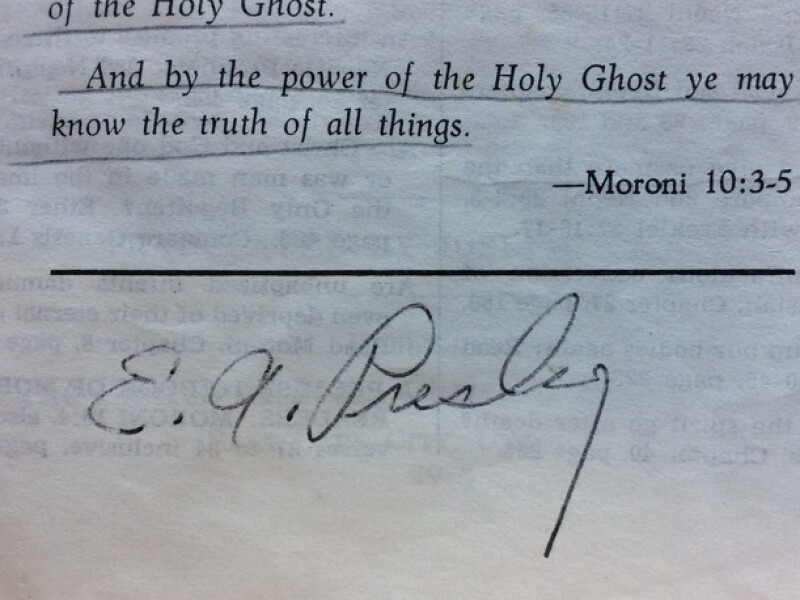 of the Holy Ghost.
And by the power of the Holy Ghost ye may
know the truth of all things.
—Moroni 10:3-5
E. A. Presley